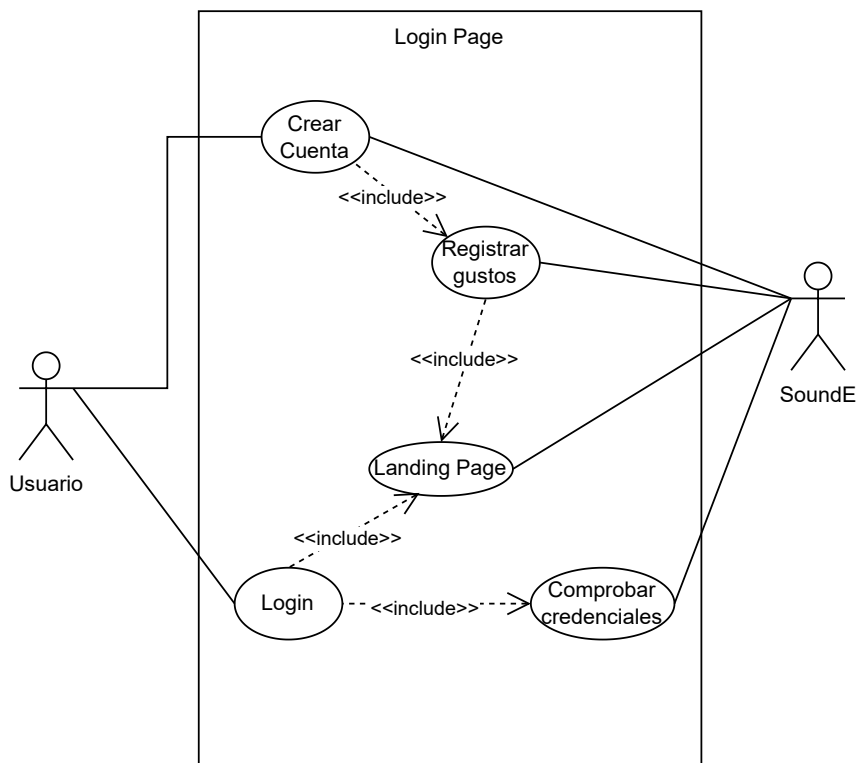 Login Page
Crear
Cuenta
<<include>>
Registrar
gustos
<<include>>
SoundE
Landing Page
Usuario
<<include>>
Login
<<include>>
Comprobar
credenciales